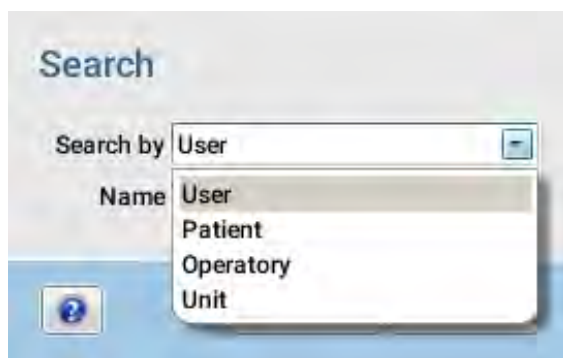 Search
Search by User
Name User
Patient
Operatory
Unit
?